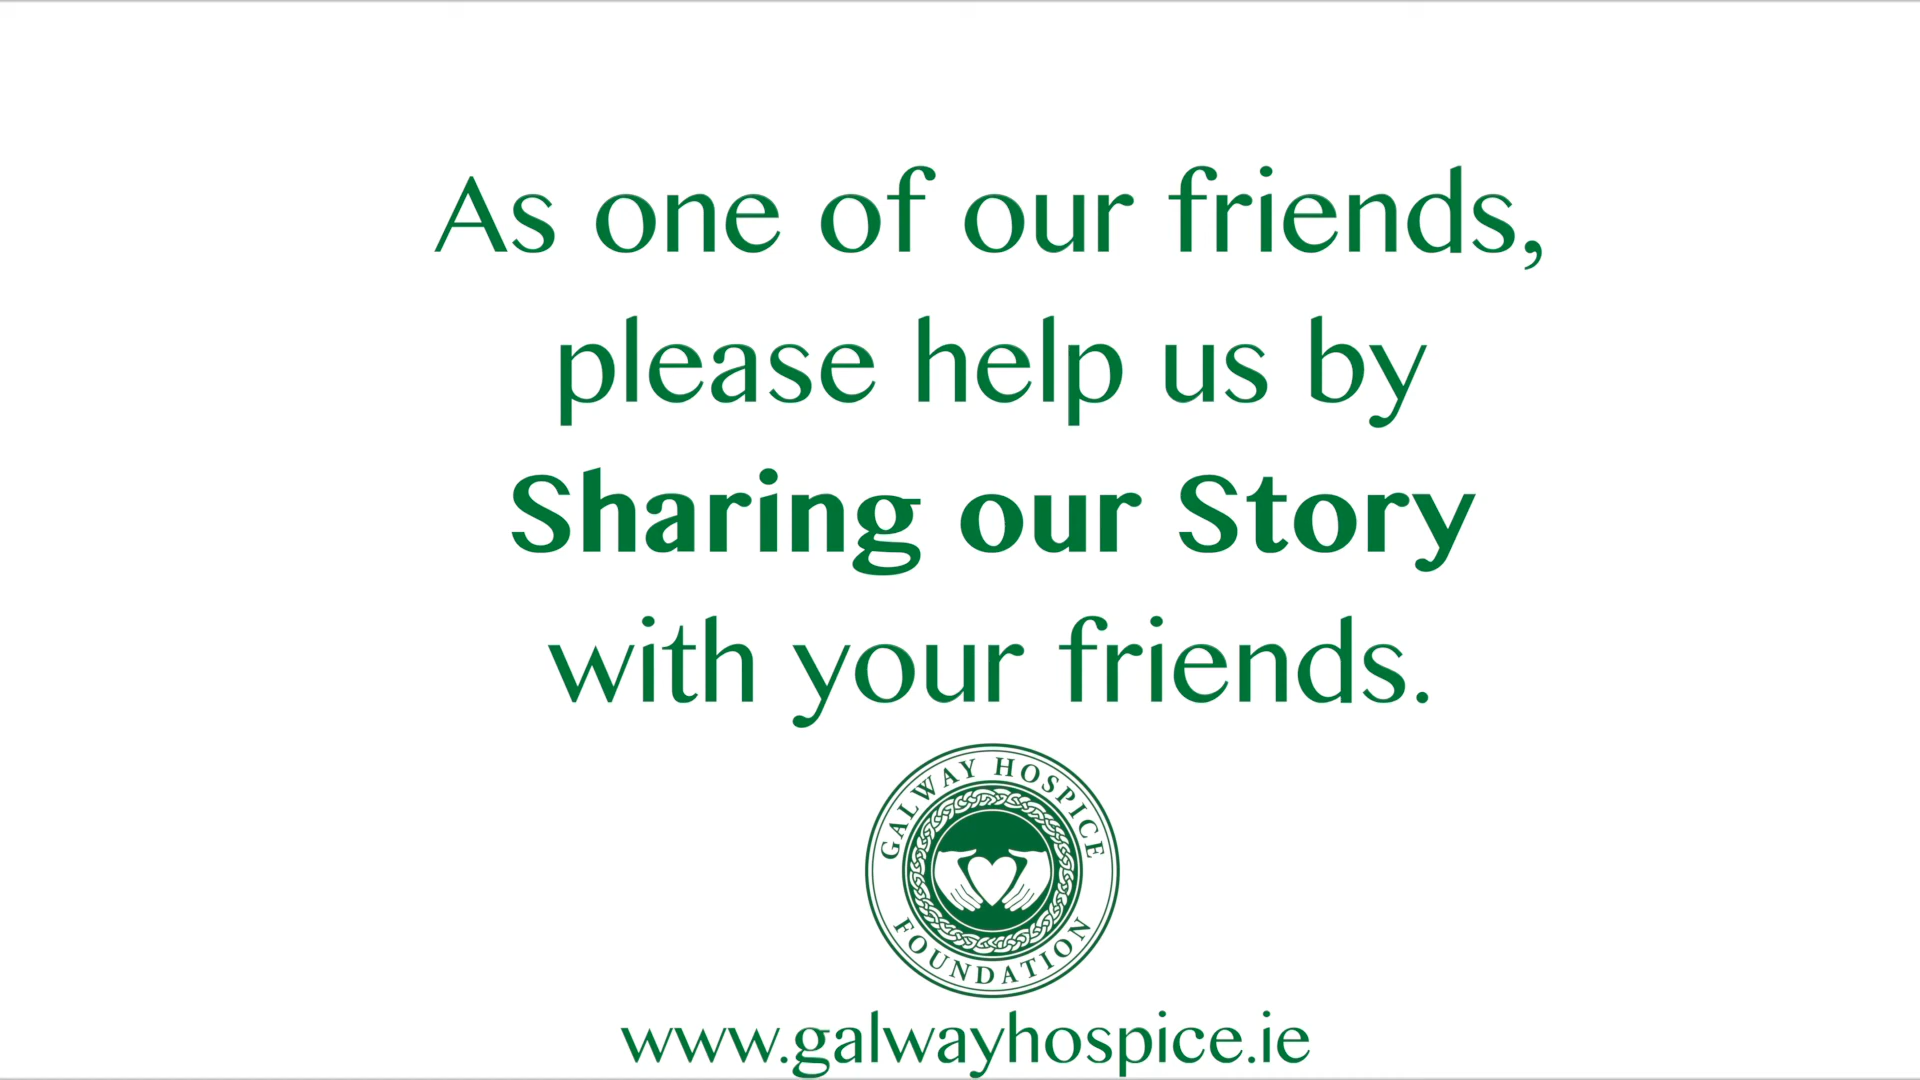 As one of our friends,
please help us by
Sharing our Story
with your friends.
GALWAY HOSPICE
FOUNDATION
www.galwayhospice.ie